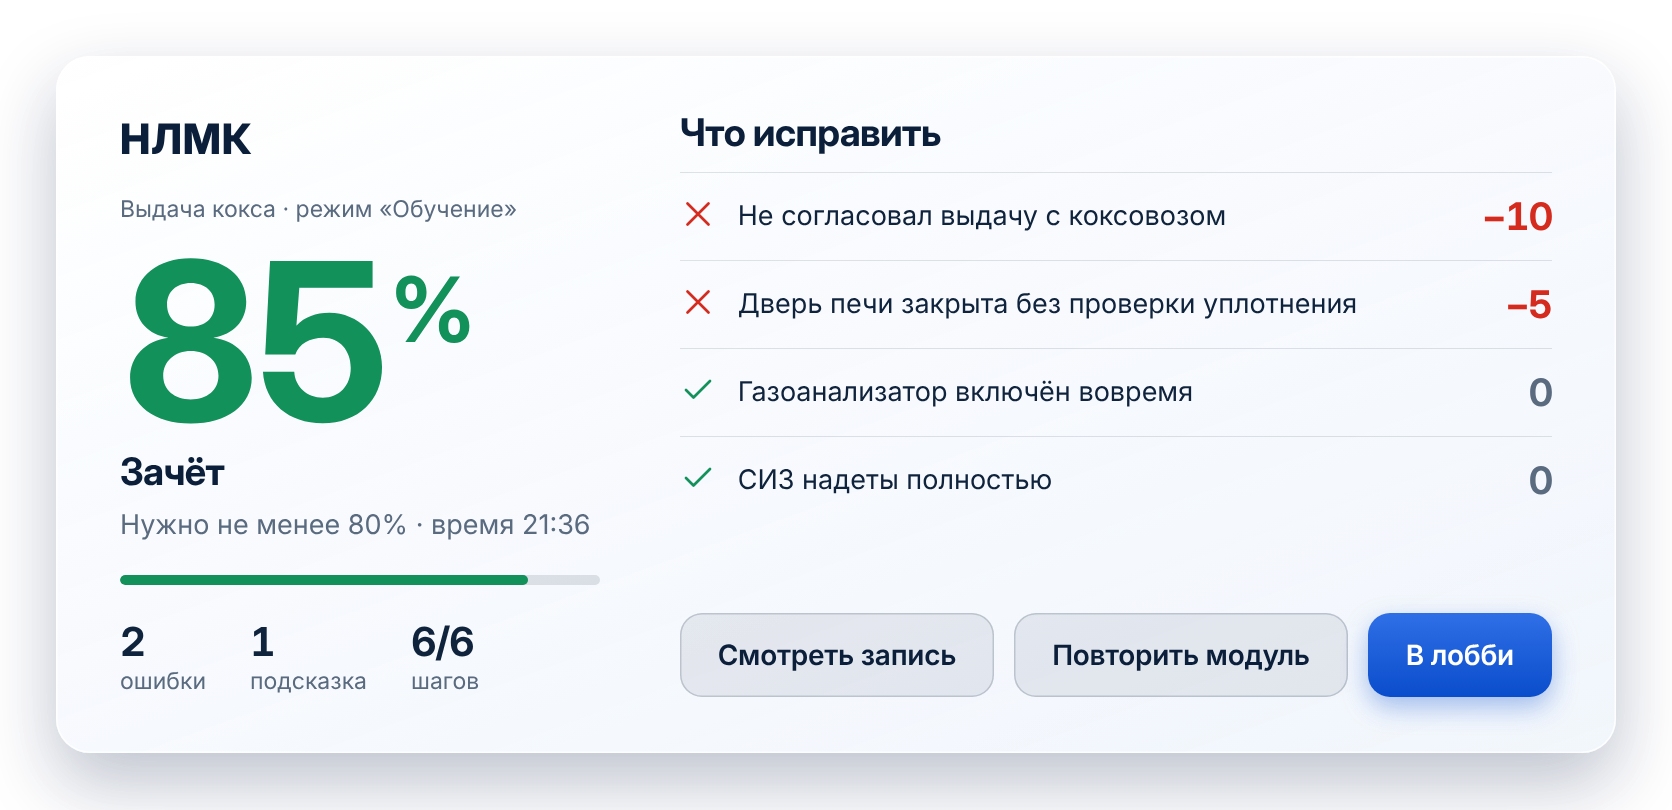 НЛМК
Выдача кокса · режим «Обучение»
85%
Зачёт
Нужно не менее 80% · время 21:36
2 ошибки
1 подсказка
6/6 шагов
Что исправить
Не согласовал выдачу с коксовозом −10
Дверь печи закрыта без проверки уплотнения −5
Газоанализатор включён вовремя 0
СИЗ надеты полностью 0
Смотреть запись
Повторить модуль
В лобби